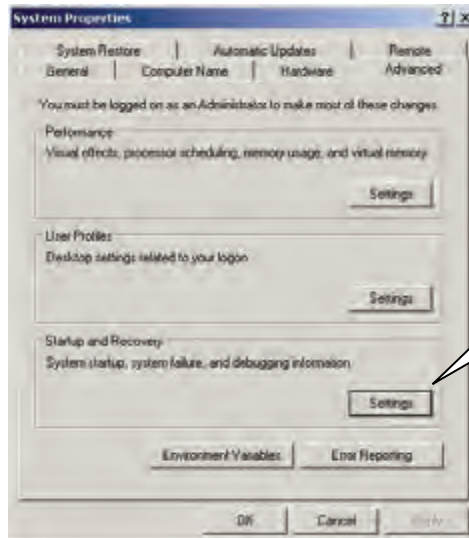 System Properties
System Restore Automatic Updates Remote
General Computer Name Hardware Advanced
You must be logged on as an Administrator to make most of these changes.
Performance
Visual effects, processor scheduling, memory usage, and virtual memory
Settings
User Profiles
Desktop settings related to your logon
Settings
Startup and Recovery
System startup, system failure, and debugging information
Settings
Environment Variables Error Reporting
OK Cancel Apply